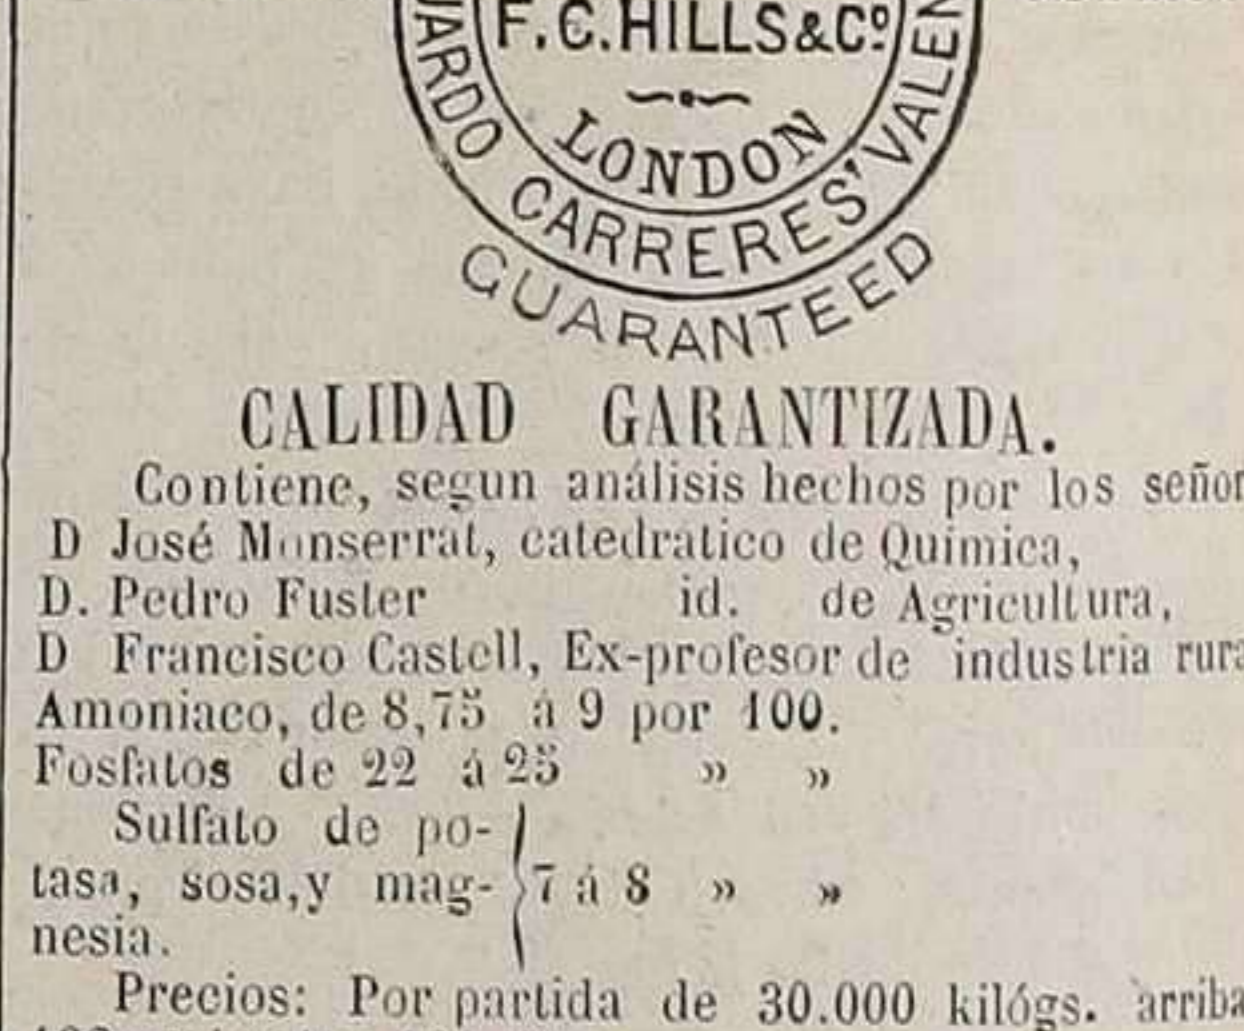 F. C. HILLS & Cº
LONDON
CARRERES' VALEN
GUARANTEED
CALIDAD GARANTIZADA.
Contiene, segun análisis hechos por los señor
D José Monserrat, catedratico de Quimica,
D. Pedro Fuster id. de Agricultura,
D Francisco Castell, Ex-profesor de industria rura
Amoniaco, de 8,75 á 9 por 100.
Fosfatos de 22 á 25 » »
Sulfato de po-
tasa, sosa, y mag- 7 á 8 » »
nesia.
Precios: Por partida de 30.000 kilógs. arriba